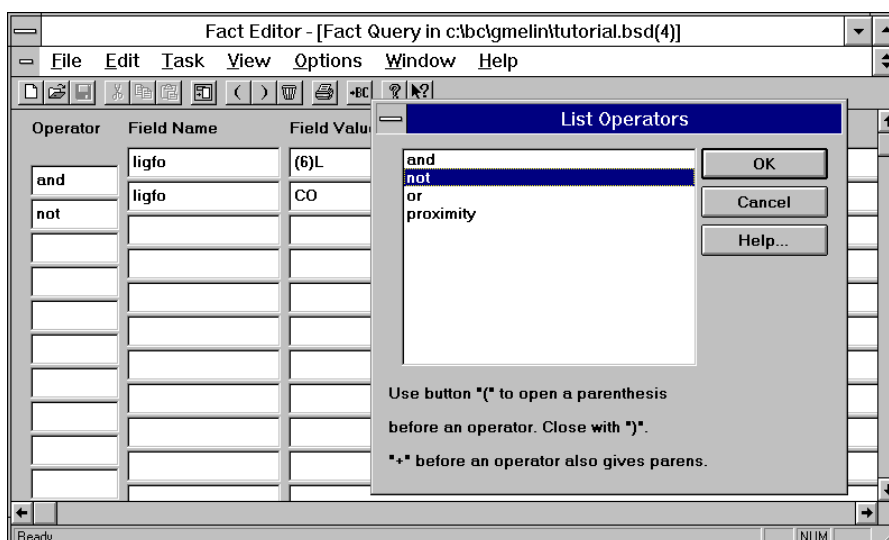 Fact Editor - [Fact Query in c:\bc\gmelin\tutorial.bsd(4)]
File Edit Task View Options Window Help
( ) +BC ? ?
Operator Field Name Field Valu
List Operators
ligfo (6)L
and
ligfo CO
not
and
not
or
proximity
OK
Cancel
Help...
Use button "(" to open a parenthesis
before an operator. Close with ")".
"+" before an operator also gives parens.
Ready NUM